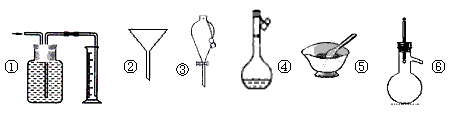 ① ② ③ ④ ⑤ ⑥